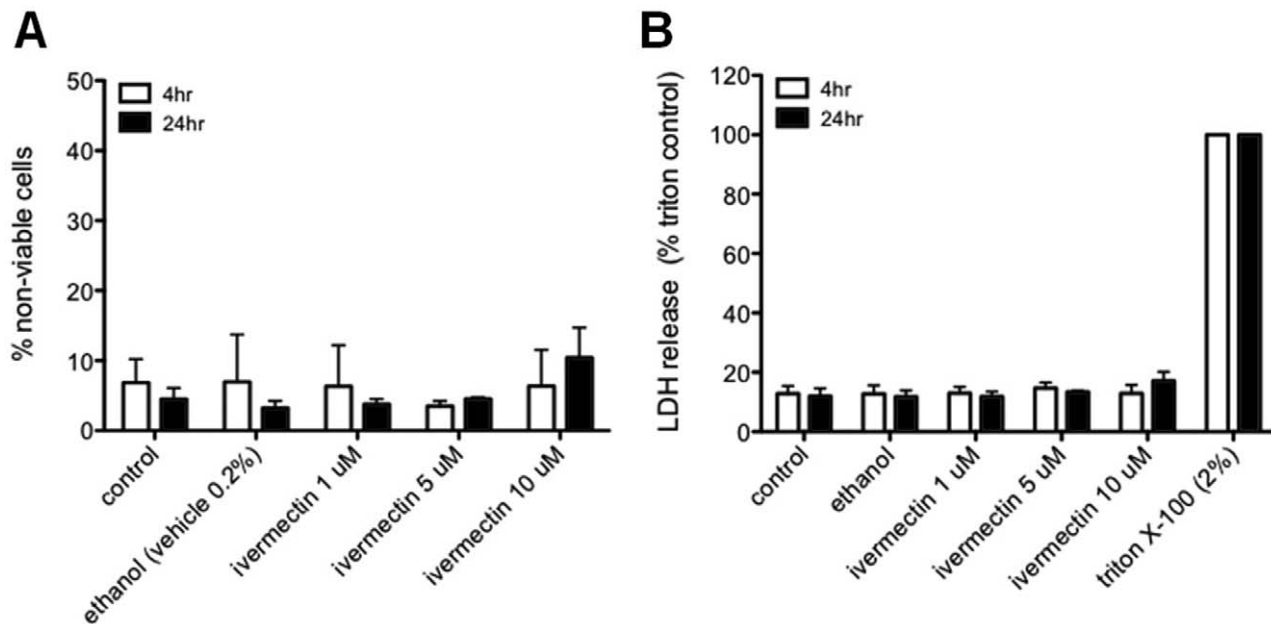 A
% non-viable cells
50
40
30
20
10
0
4hr
24hr
control
ethanol (vehicle 0.2%)
ivermectin 1 uM
ivermectin 5 uM
ivermectin 10 uM
B
LDH release (% triton control)
120
100
80
60
40
20
0
4hr
24hr
control
ethanol
ivermectin 1 uM
ivermectin 5 uM
ivermectin 10 uM
triton X-100 (2%)